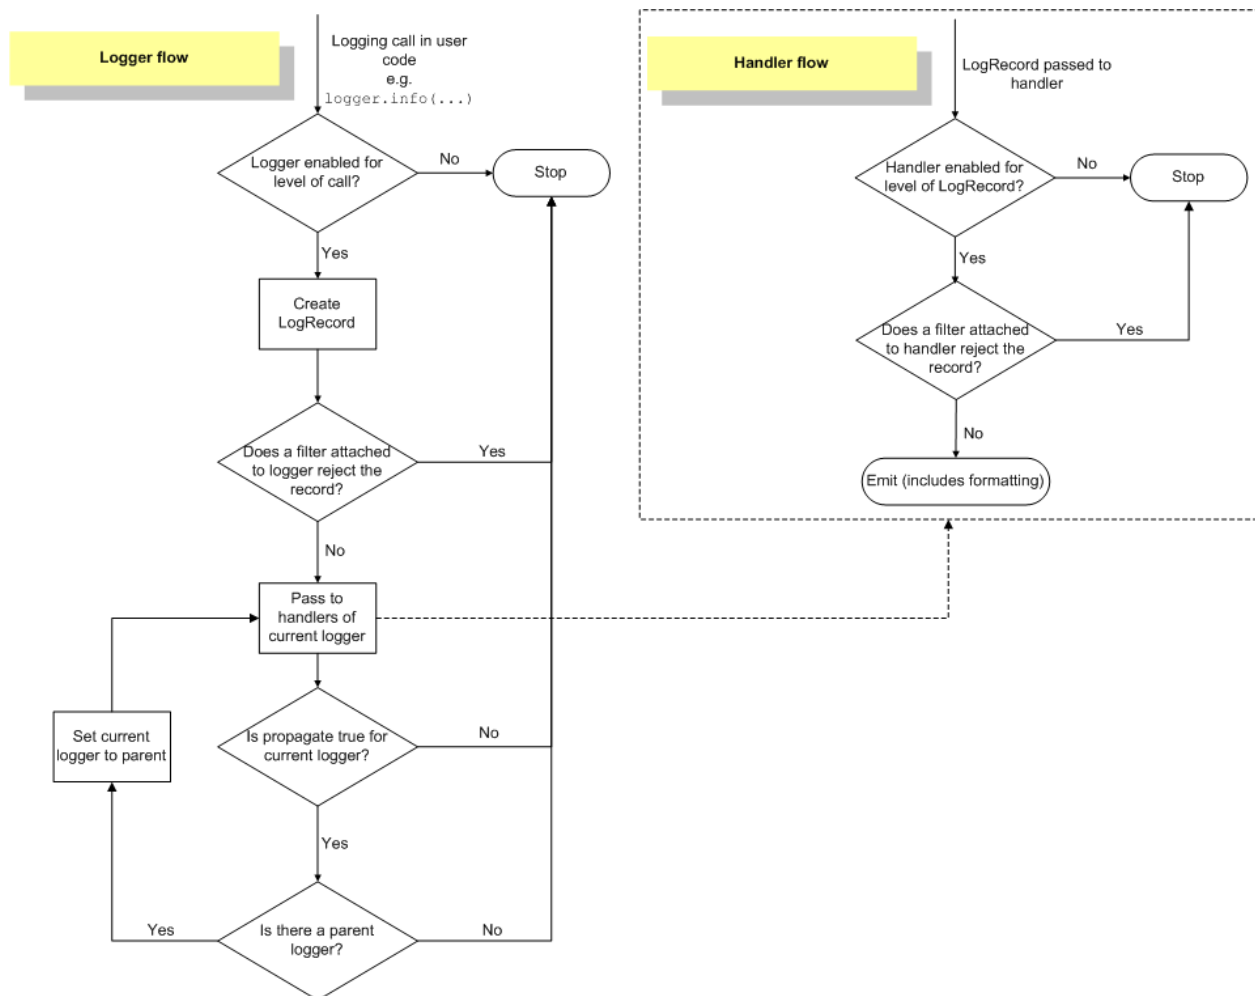 Logger flow
Logging call in user
code
e.g.
logger.info(...)
Logger enabled for
level of call?
No
Stop
Yes
Create
LogRecord
Does a filter attached
to logger reject the
record?
Yes
No
Pass to
handlers of
current logger
Set current
logger to parent
Is propagate true for
current logger?
No
Yes
Is there a parent
logger?
Yes
No
Handler flow
LogRecord passed to
handler
Handler enabled for
level of LogRecord?
No
Stop
Yes
Does a filter attached
to handler reject the
record?
Yes
No
Emit (includes formatting)